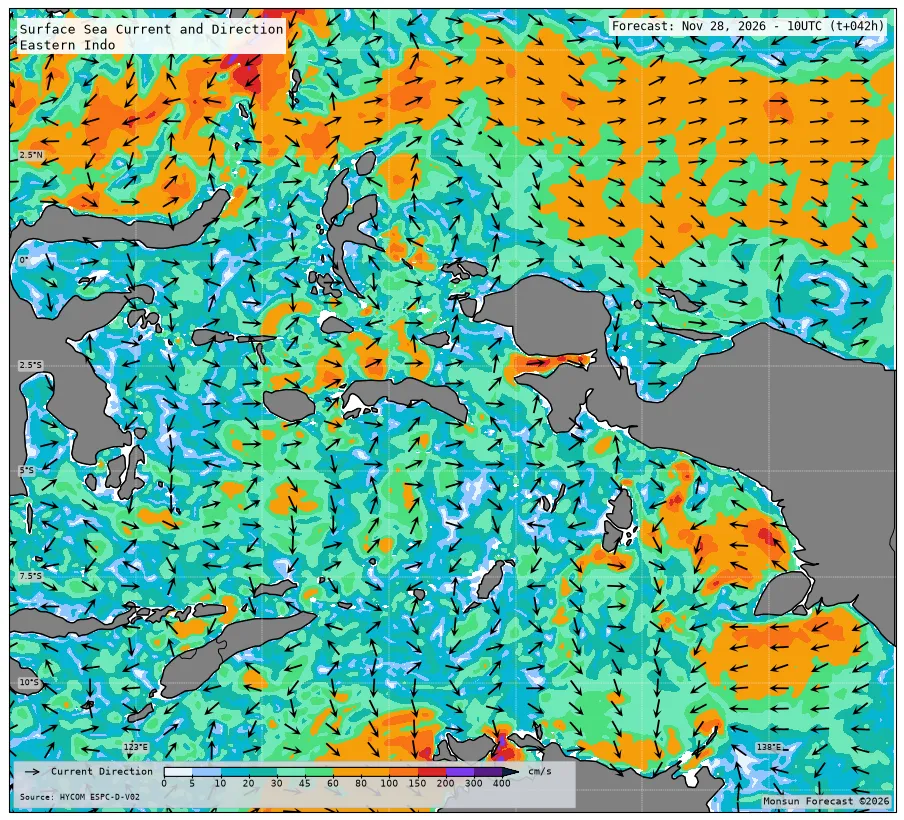 Surface Sea Current and Direction
Eastern Indo
Forecast: Nov 28, 2026 - 10UTC (t+042h)
2.5°N
0°
2.5°S
5°S
7.5°S
10°S
123°E
138°E
Current Direction
0 5 10 20 30 45 60 80 100 150 200 300 400
cm/s
Source: HYCOM ESPC-D-V02
Monsun Forecast ©2026